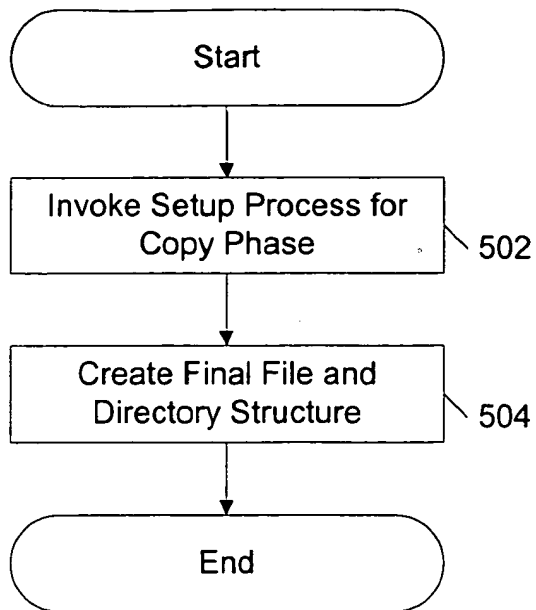 Start
Invoke Setup Process for
Copy Phase
502
Create Final File and
Directory Structure
504
End